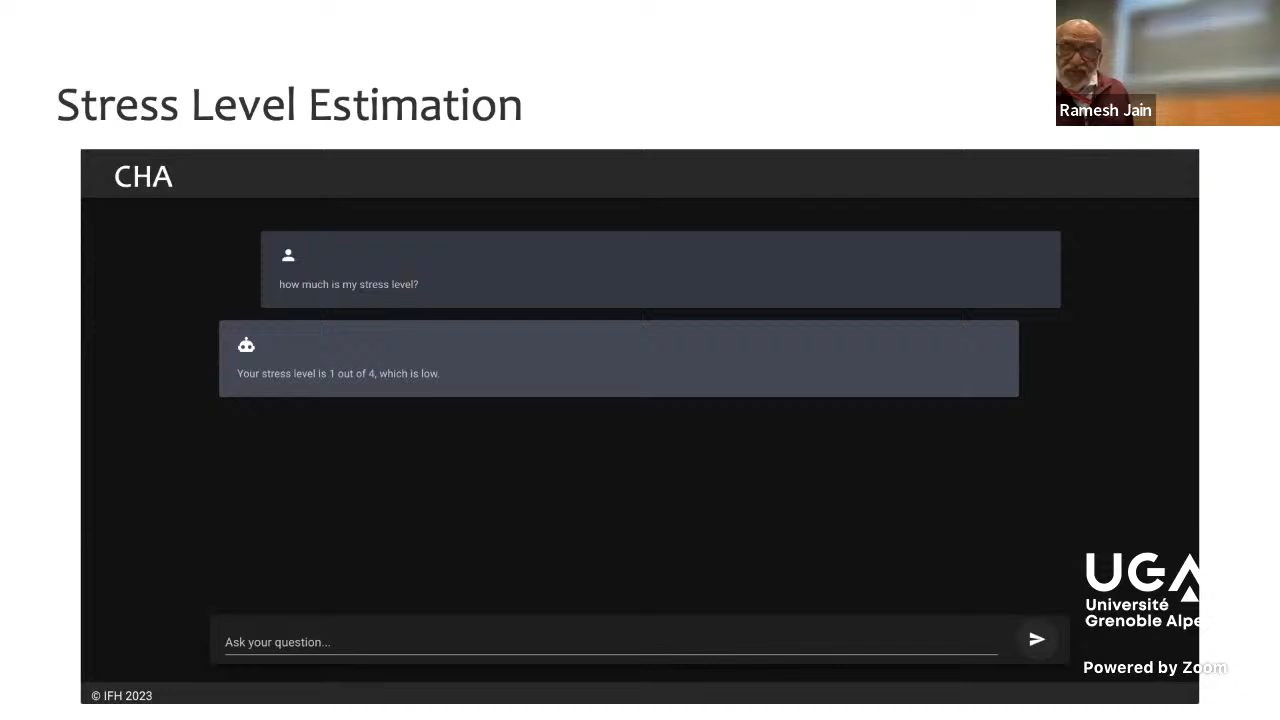 Stress Level Estimation
Ramesh Jain
CHA
how much is my stress level?
Your stress level is 1 out of 4, which is low.
Ask your question...
UGA
Université
Grenoble Alpe
Powered by Zoom
© IFH 2023